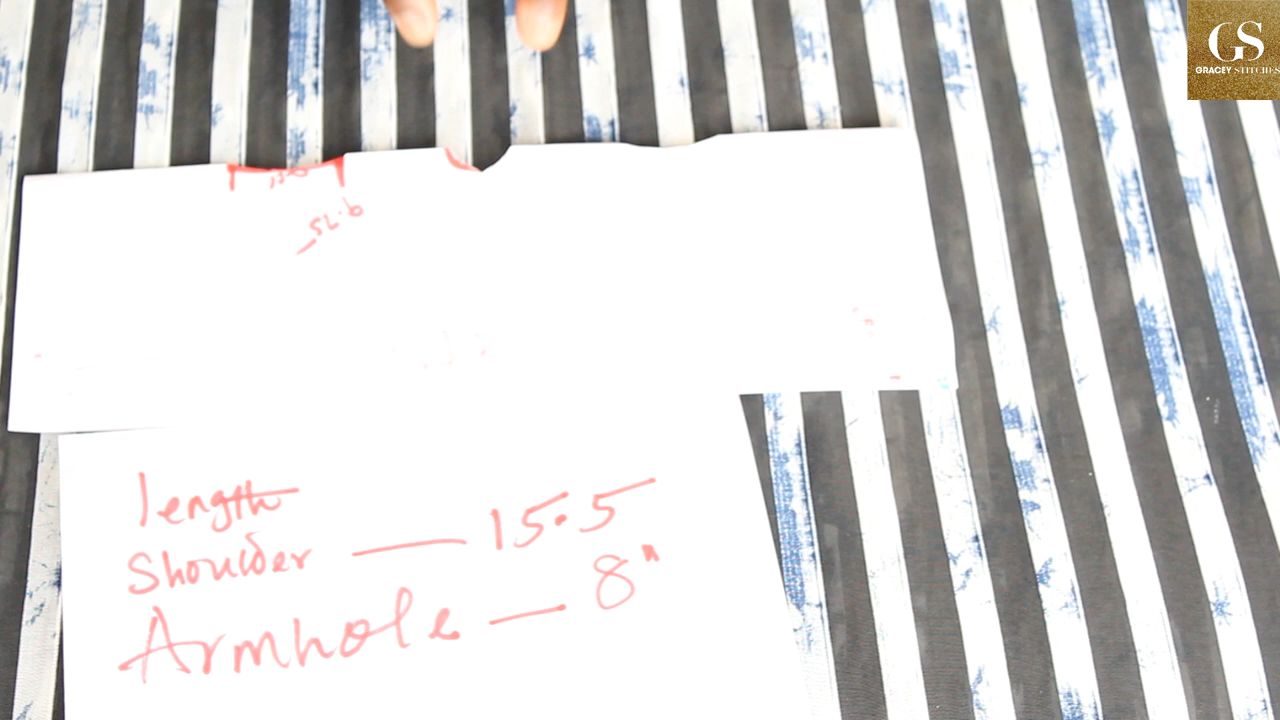 GS
GRACEY STITCHES
length
Shoulder — 15.5
Armhole — 8"